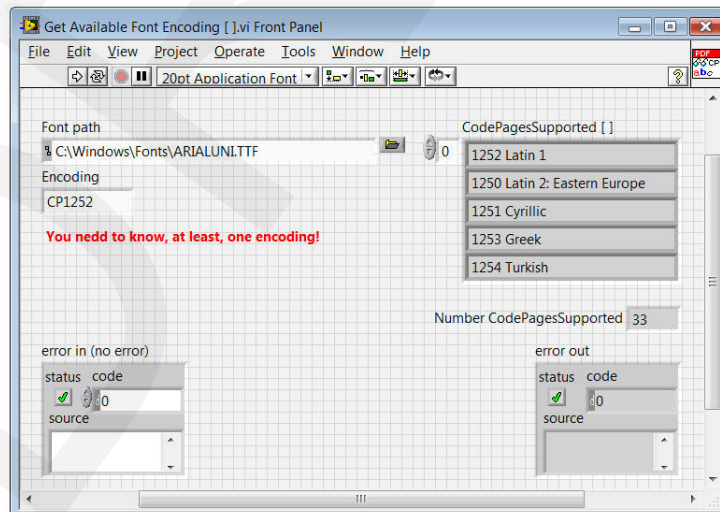 Get Available Font Encoding [ ].vi Front Panel
File Edit View Project Operate Tools Window Help
20pt Application Font
PDF
CP
abc
Font path
C:\Windows\Fonts\ARIALUNI.TTF
Encoding
CP1252
You nedd to know, at least, one encoding!
CodePagesSupported [ ]
0
1252 Latin 1
1250 Latin 2: Eastern Europe
1251 Cyrillic
1253 Greek
1254 Turkish
Number CodePagesSupported 33
error in (no error)
status code
0
source
error out
status code
0
source